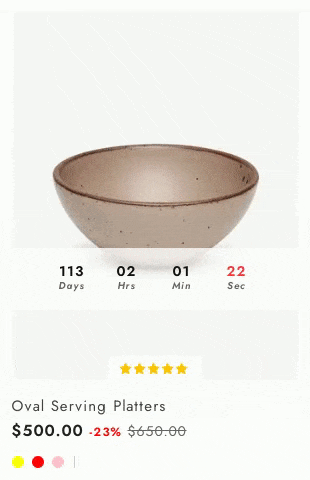 113 02 01 22
Days Hrs Min Sec
Oval Serving Platters
$500.00 -23% $650.00